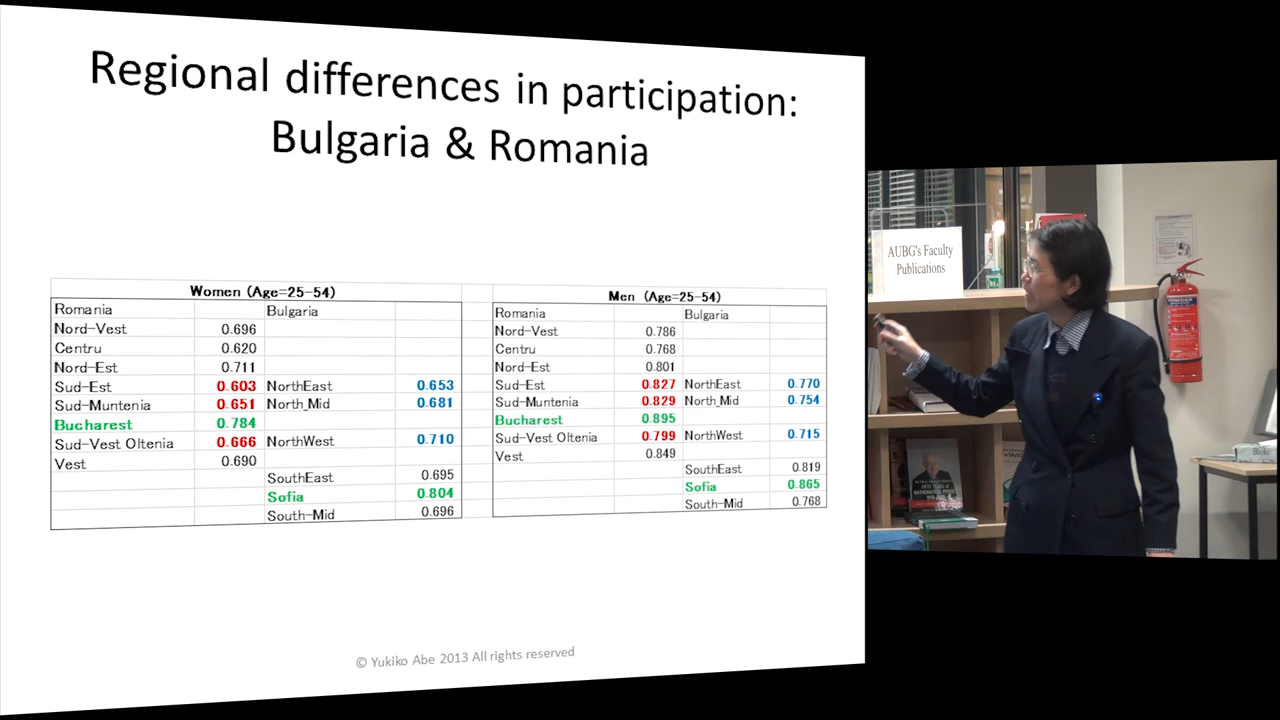 Regional differences in participation:
Bulgaria & Romania
Women (Age=25-54)
Romania Bulgaria
Nord-Vest 0.696
Centru 0.620
Nord-Est 0.711
Sud-Est 0.603 NorthEast 0.653
Sud-Muntenia 0.651 North_Mid 0.681
Bucharest 0.784
Sud-Vest Oltenia 0.666 NorthWest 0.710
Vest 0.690
SouthEast 0.695
Sofia 0.804
South-Mid 0.696
Men (Age=25-54)
Romania Bulgaria
Nord-Vest 0.786
Centru 0.768
Nord-Est 0.801
Sud-Est 0.827 NorthEast 0.770
Sud-Muntenia 0.829 North_Mid 0.754
Bucharest 0.895
Sud-Vest Oltenia 0.799 NorthWest 0.715
Vest 0.849
SouthEast 0.819
Sofia 0.865
South-Mid 0.768
© Yukiko Abe 2013 All rights reserved
AUBG's Faculty
Publications
POWDER